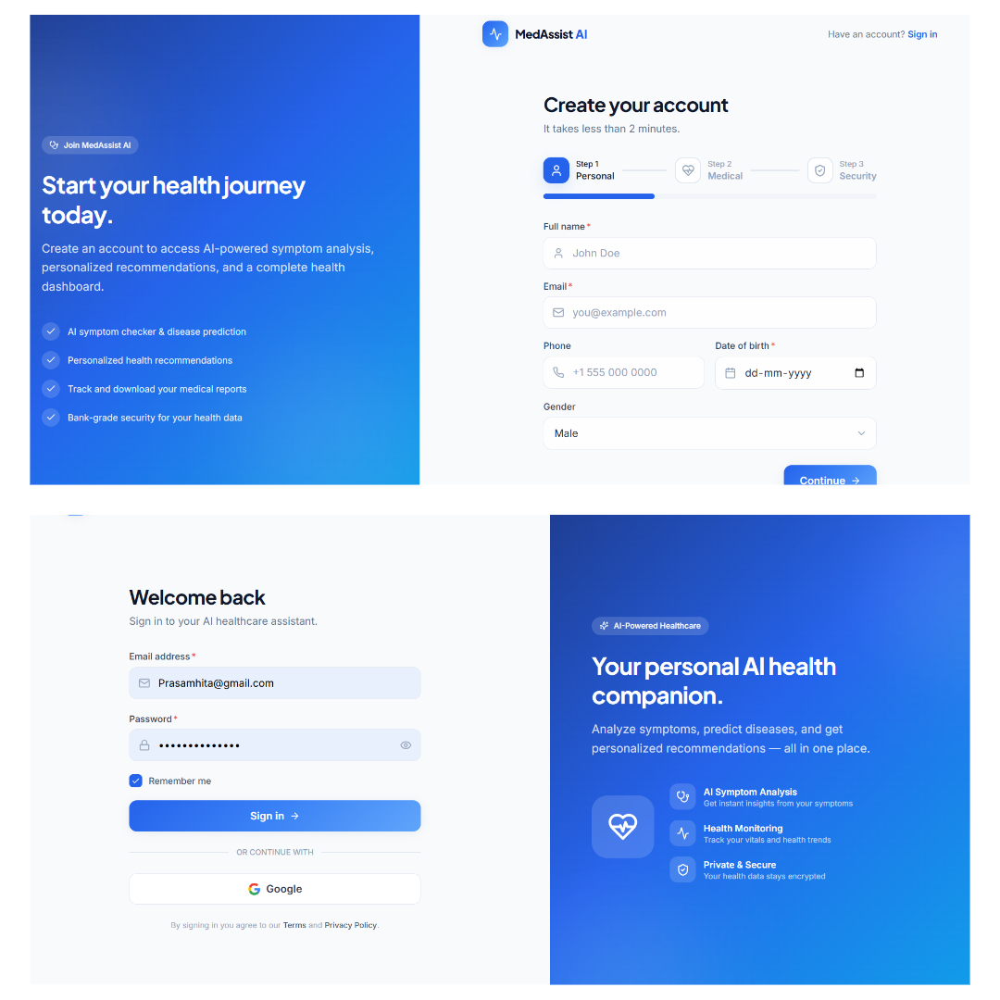 Join MedAssist AI
Start your health journey
today.
Create an account to access AI-powered symptom analysis,
personalized recommendations, and a complete health
dashboard.
AI symptom checker & disease prediction
Personalized health recommendations
Track and download your medical reports
Bank-grade security for your health data
MedAssist AI
Have an account? Sign in
Create your account
It takes less than 2 minutes.
Step 1
Personal
Step 2
Medical
Step 3
Security
Full name*
John Doe
Email*
you@example.com
Phone
+1 555 000 0000
Date of birth*
dd-mm-yyyy
Gender
Male
Continue →
Welcome back
Sign in to your AI healthcare assistant.
Email address*
Prasamhita@gmail.com
Password*
••••••••••••••
Remember me
Sign in →
OR CONTINUE WITH
Google
By signing in you agree to our Terms and Privacy Policy.
AI-Powered Healthcare
Your personal AI health
companion.
Analyze symptoms, predict diseases, and get
personalized recommendations — all in one place.
AI Symptom Analysis
Get instant insights from your symptoms
Health Monitoring
Track your vitals and health trends
Private & Secure
Your health data stays encrypted